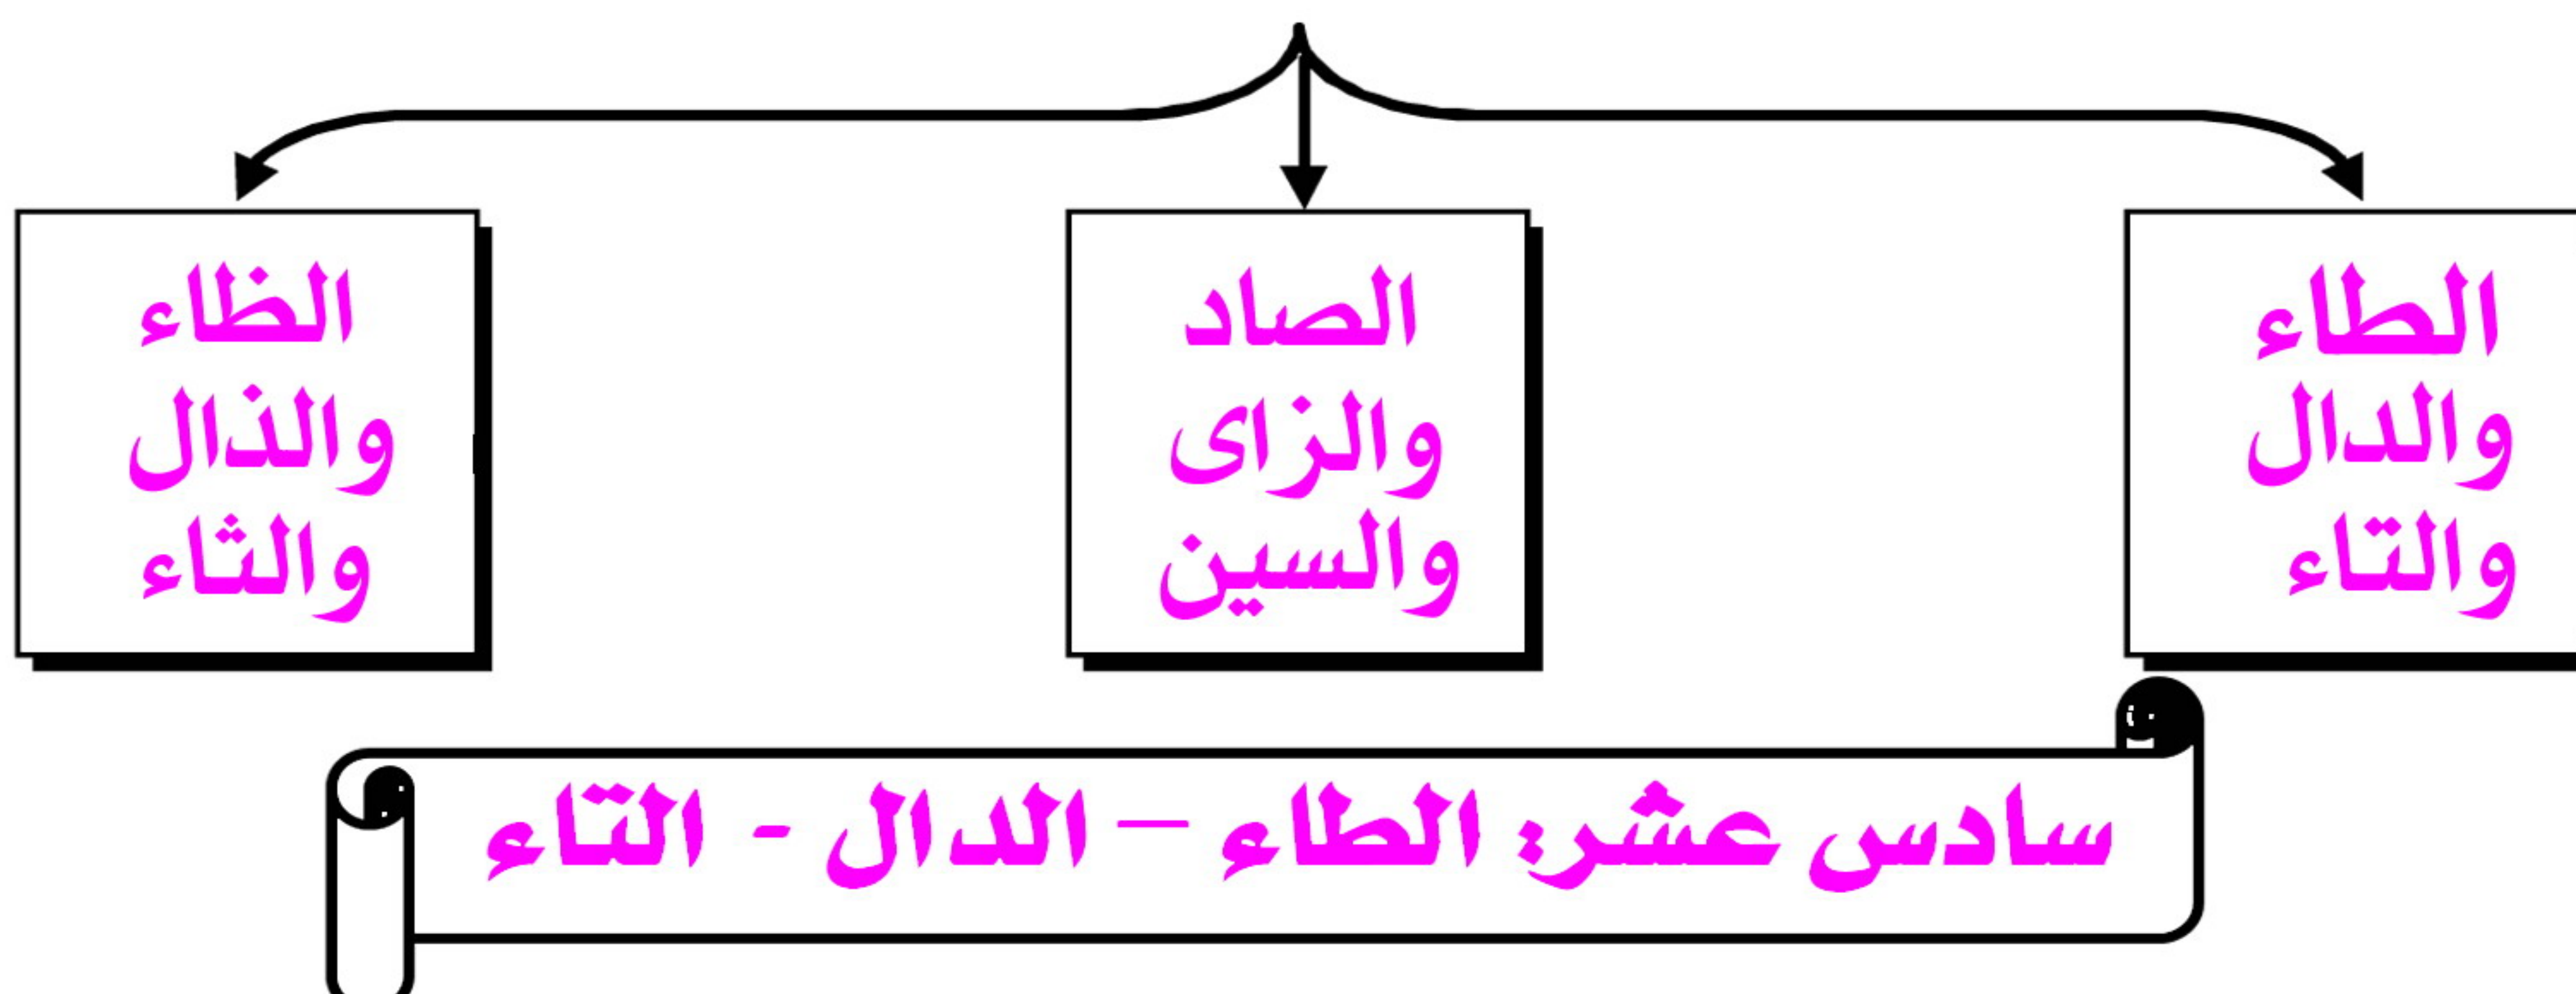 الطاء
والدال
والتاء
الصاد
والزاى
والسين
الظاء
والذال
والثاء
سادس عشر: الطاء – الدال - التاء